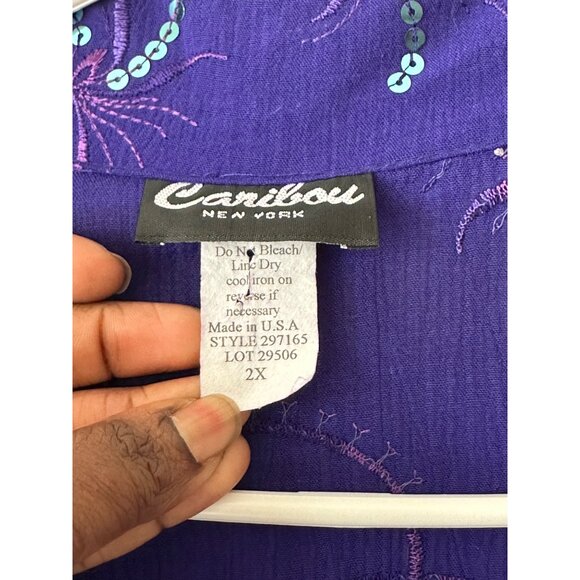 Caribou
NEW YORK
Do Not Bleach/
Line Dry
cool iron on
reverse if
necessary
Made in U.S.A
STYLE 297165
LOT 29506
2X